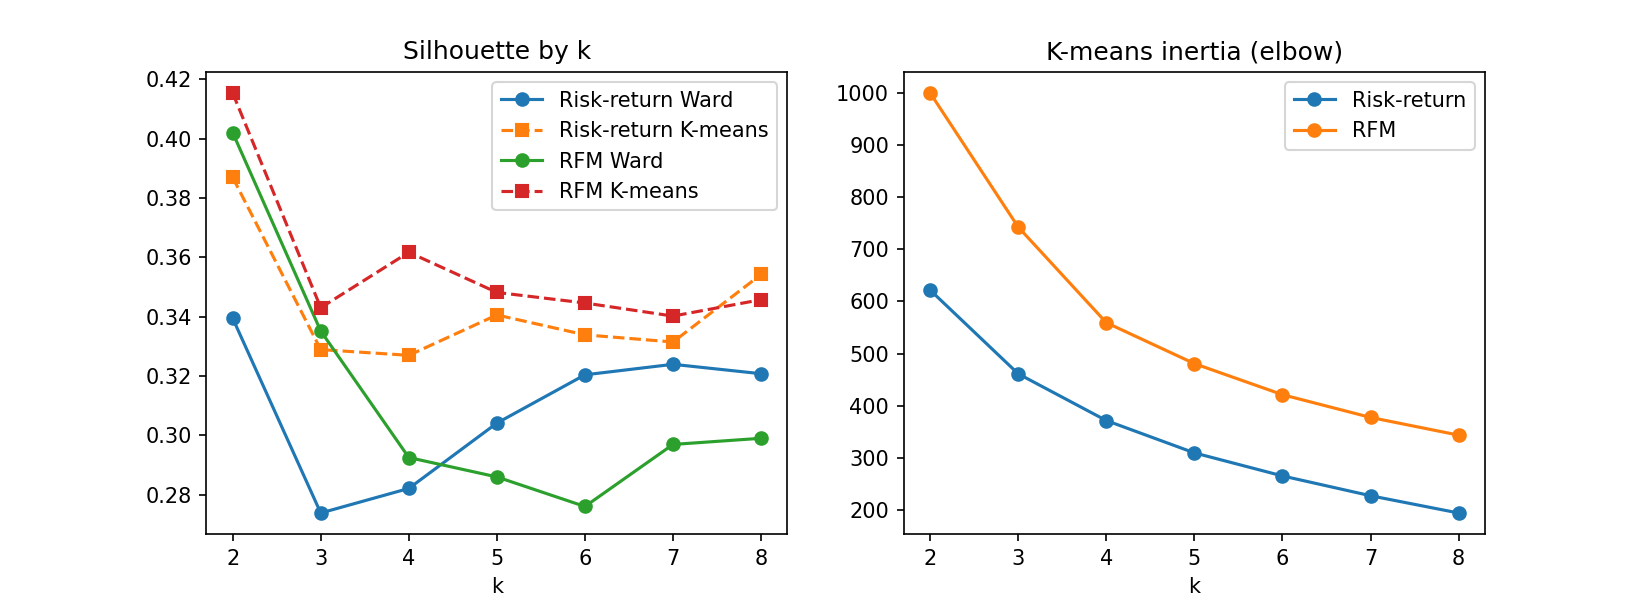 Silhouette by k
0.42
0.40
0.38
0.36
0.34
0.32
0.30
0.28
2 3 4 5 6 7 8
k
Risk-return Ward
Risk-return K-means
RFM Ward
RFM K-means
K-means inertia (elbow)
1000
900
800
700
600
500
400
300
200
2 3 4 5 6 7 8
k
Risk-return
RFM